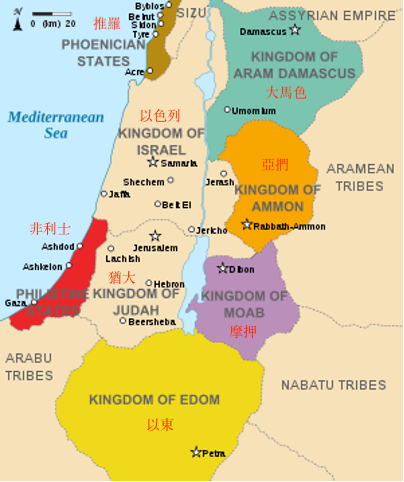 N
0 (km) 20
Byblos
Beirut
Sidon
Tyre
推羅
PHOENICIAN
STATES
Acre
SIZU
ASSYRIAN EMPIRE
Damascus
KINGDOM OF
ARAM DAMASCUS
大馬色
Umomium
Mediterranean
Sea
以色列
KINGDOM OF
ISRAEL
Samaria
Shechem
Jaffa
Bet El
Jerash
亞捫
KINGDOM OF
AMMON
Rabbath-Ammon
ARAMEAN
TRIBES
非利士
Ashdod
Ashkelon
Gaza
PHILISTINE
STATES
Jericho
Jerusalem
Lachish
猶大
Hebron
KINGDOM OF
JUDAH
Beersheba
Dibon
KINGDOM OF
MOAB
摩押
ARABU
TRIBES
NABATU TRIBES
KINGDOM OF EDOM
以東
Petra